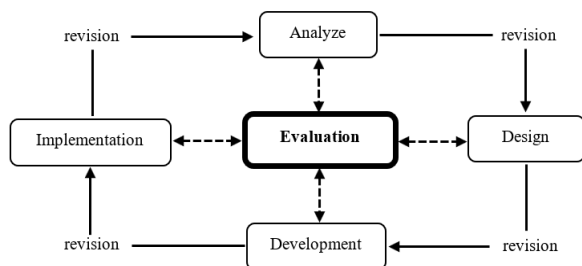 revision
Analyze
revision
Implementation
Evaluation
Design
revision
Development
revision